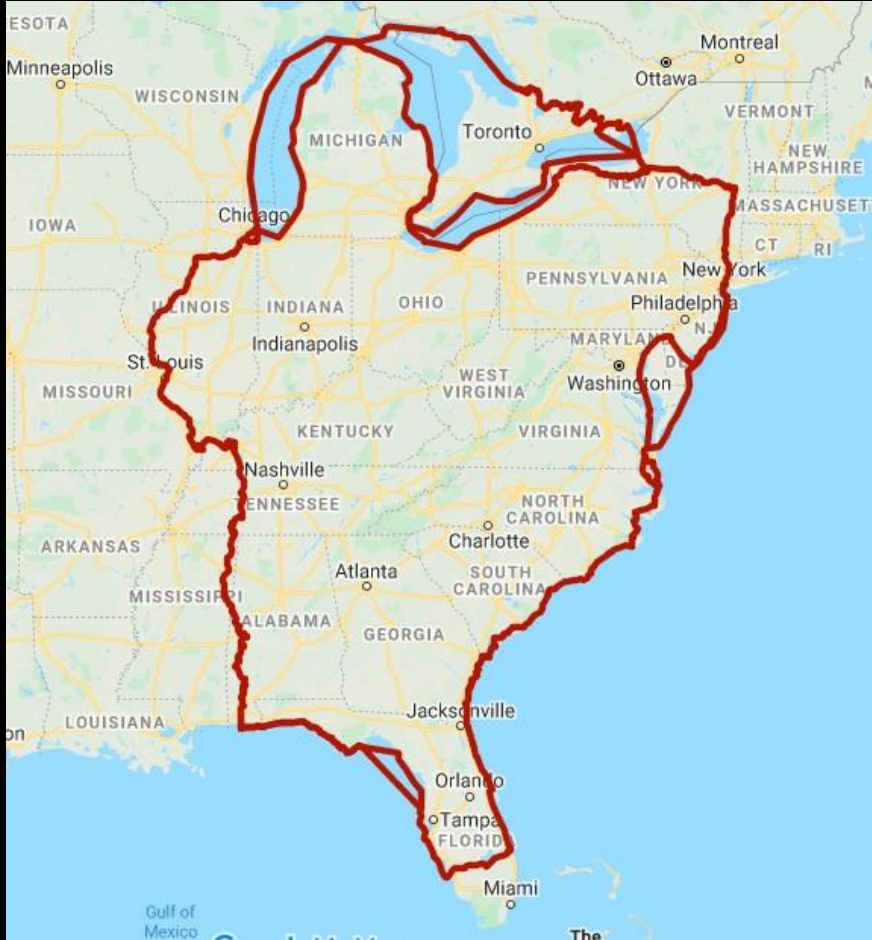 ESOTA
Montreal
Minneapolis
Ottawa
WISCONSIN
VERMONT
MICHIGAN
Toronto
NEW
HAMPSHIRE
NEW YORK
MASSACHUSET
Chicago
IOWA
CT
RI
New York
PENNSYLVANIA
ILLINOIS
INDIANA
OHIO
Philadelphia
N.J.
Indianapolis
MARYLAND
St. Louis
DE
WEST
VIRGINIA
Washington
MISSOURI
KENTUCKY
VIRGINIA
Nashville
TENNESSEE
NORTH
CAROLINA
Charlotte
ARKANSAS
Atlanta
SOUTH
CAROLINA
MISSISSIPPI
ALABAMA
GEORGIA
Jacksonville
LOUISIANA
on
Orlando
Tampa
FLORIDA
Miami
Gulf of
Mexico
The